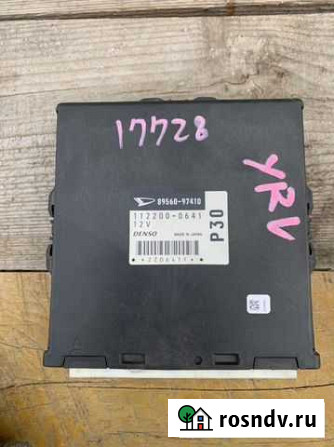 17728
YRV
89560-97410
112200-0641
12V
DENSO MADE IN JAPAN
P30
rosndv.ru